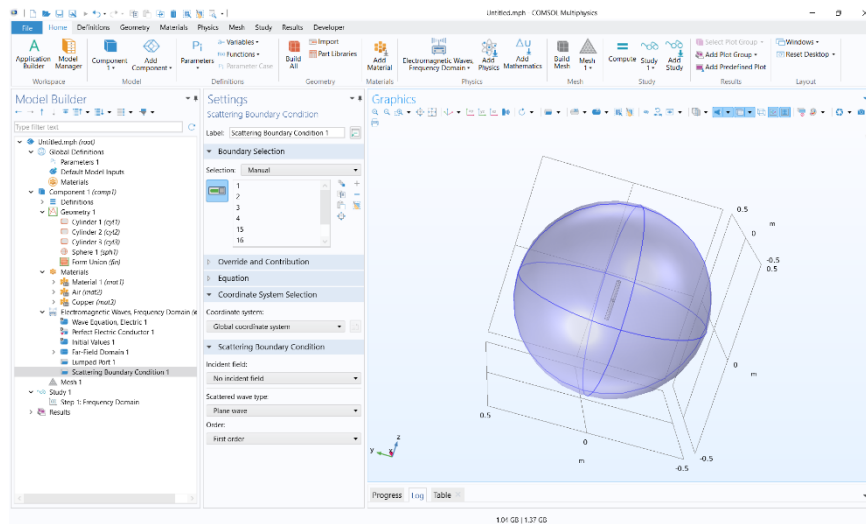 Untitled.mph - COMSOL Multiphysics
File Home Definitions Geometry Materials Physics Mesh Study Results Developer
Application Builder
Model Manager
Component 1
Add Component
Parameters
Variables
Functions
Parameter Case
Build All
Import
Part Libraries
Add Material
Electromagnetic Waves, Frequency Domain
Add Physics
Add Mathematics
Build Mesh
Mesh 1
Compute
Study 1
Add Study
Select Plot Group
Add Plot Group
Add Predefined Plot
Windows
Reset Desktop
Workspace Model Definitions Geometry Materials Physics Mesh Study Results Layout
Model Builder
Type filter text
Untitled.mph (root)
Global Definitions
Parameters 1
Default Model Inputs
Materials
Component 1 (comp1)
Definitions
Geometry 1
Cylinder 1 (cyl1)
Cylinder 2 (cyl2)
Cylinder 3 (cyl3)
Sphere 1 (sph1)
Form Union (fin)
Materials
Material 1 (mat1)
Air (mat2)
Copper (mat3)
Electromagnetic Waves, Frequency Domain (e
Wave Equation, Electric 1
Perfect Electric Conductor 1
Initial Values 1
Far-Field Domain 1
Lumped Port 1
Scattering Boundary Condition 1
Mesh 1
Study 1
Step 1: Frequency Domain
Results
Settings
Scattering Boundary Condition
Label: Scattering Boundary Condition 1
Boundary Selection
Selection: Manual
1
2
3
4
15
16
Override and Contribution
Equation
Coordinate System Selection
Coordinate system:
Global coordinate system
Scattering Boundary Condition
Incident field:
No incident field
Scattered wave type:
Plane wave
Order:
First order
Graphics
0.5
m
0
-0.5
0.5
0
m
0.5
0
m
-0.5
-0.5
z
y x
Progress Log Table
1.01 GB | 1.37 GB